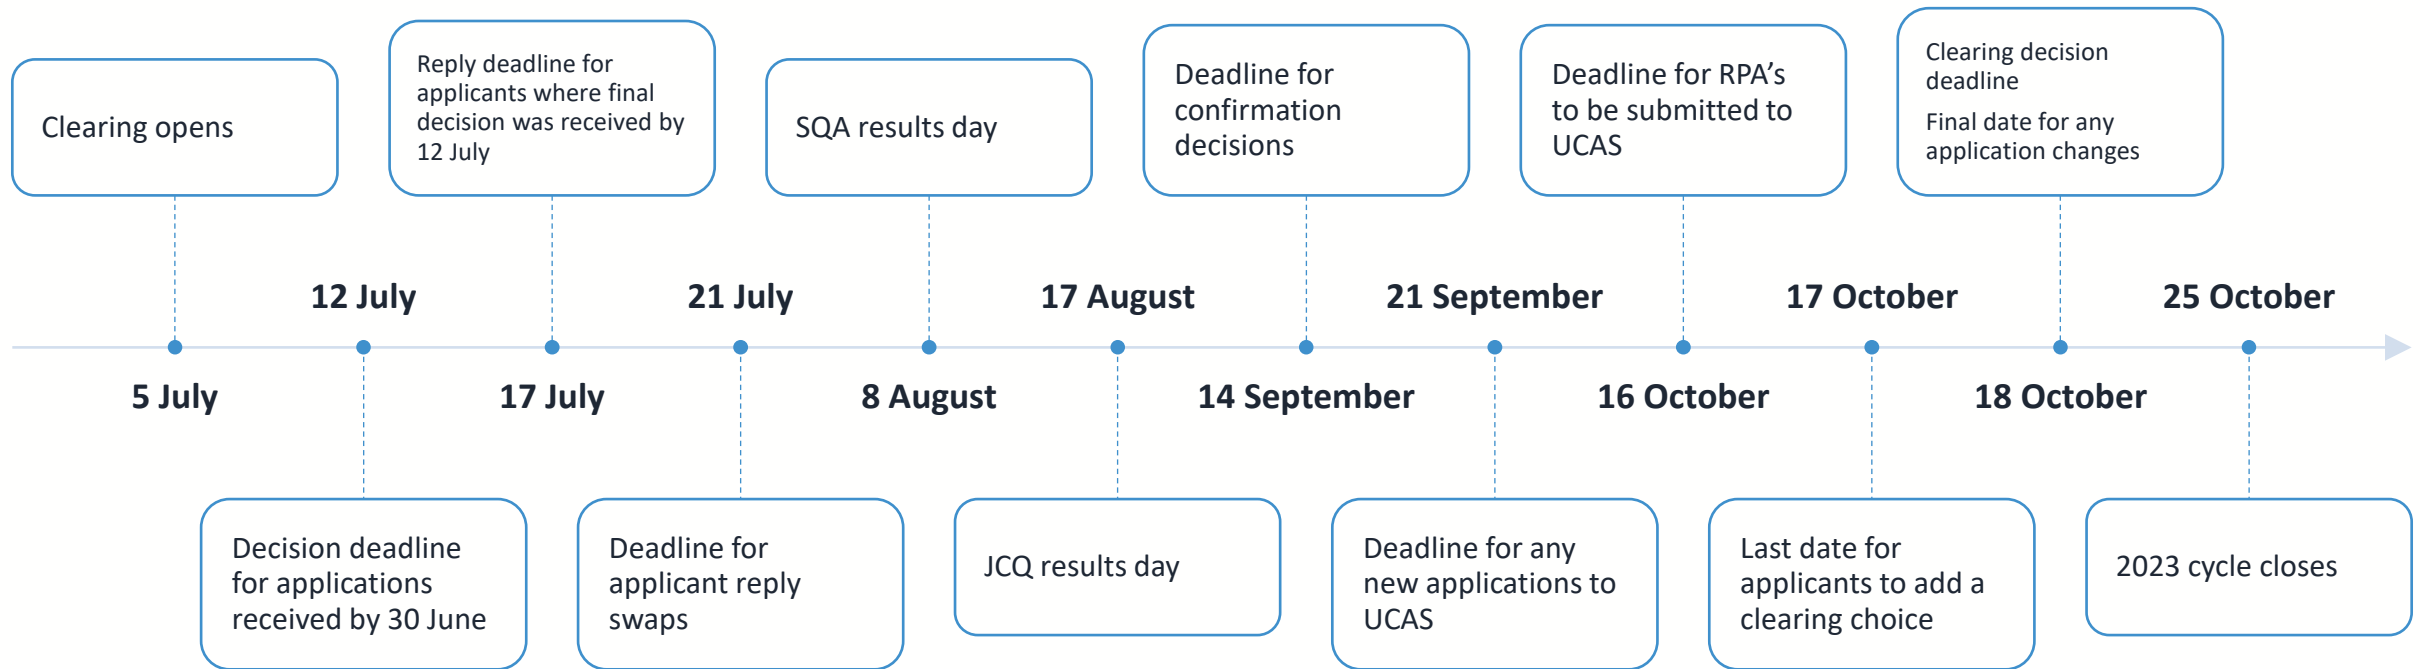 Clearing opens
Reply deadline for
applicants where final
decision was received by
12 July
SQA results day
Deadline for
confirmation
decisions
Deadline for RPA’s
to be submitted to
UCAS
Clearing decision
deadline
Final date for any
application changes
12 July
21 July
17 August
21 September
17 October
25 October
5 July
17 July
8 August
14 September
16 October
18 October
Decision deadline
for applications
received by 30 June
Deadline for
applicant reply
swaps
JCQ results day
Deadline for any
new applications to
UCAS
Last date for
applicants to add a
clearing choice
2023 cycle closes